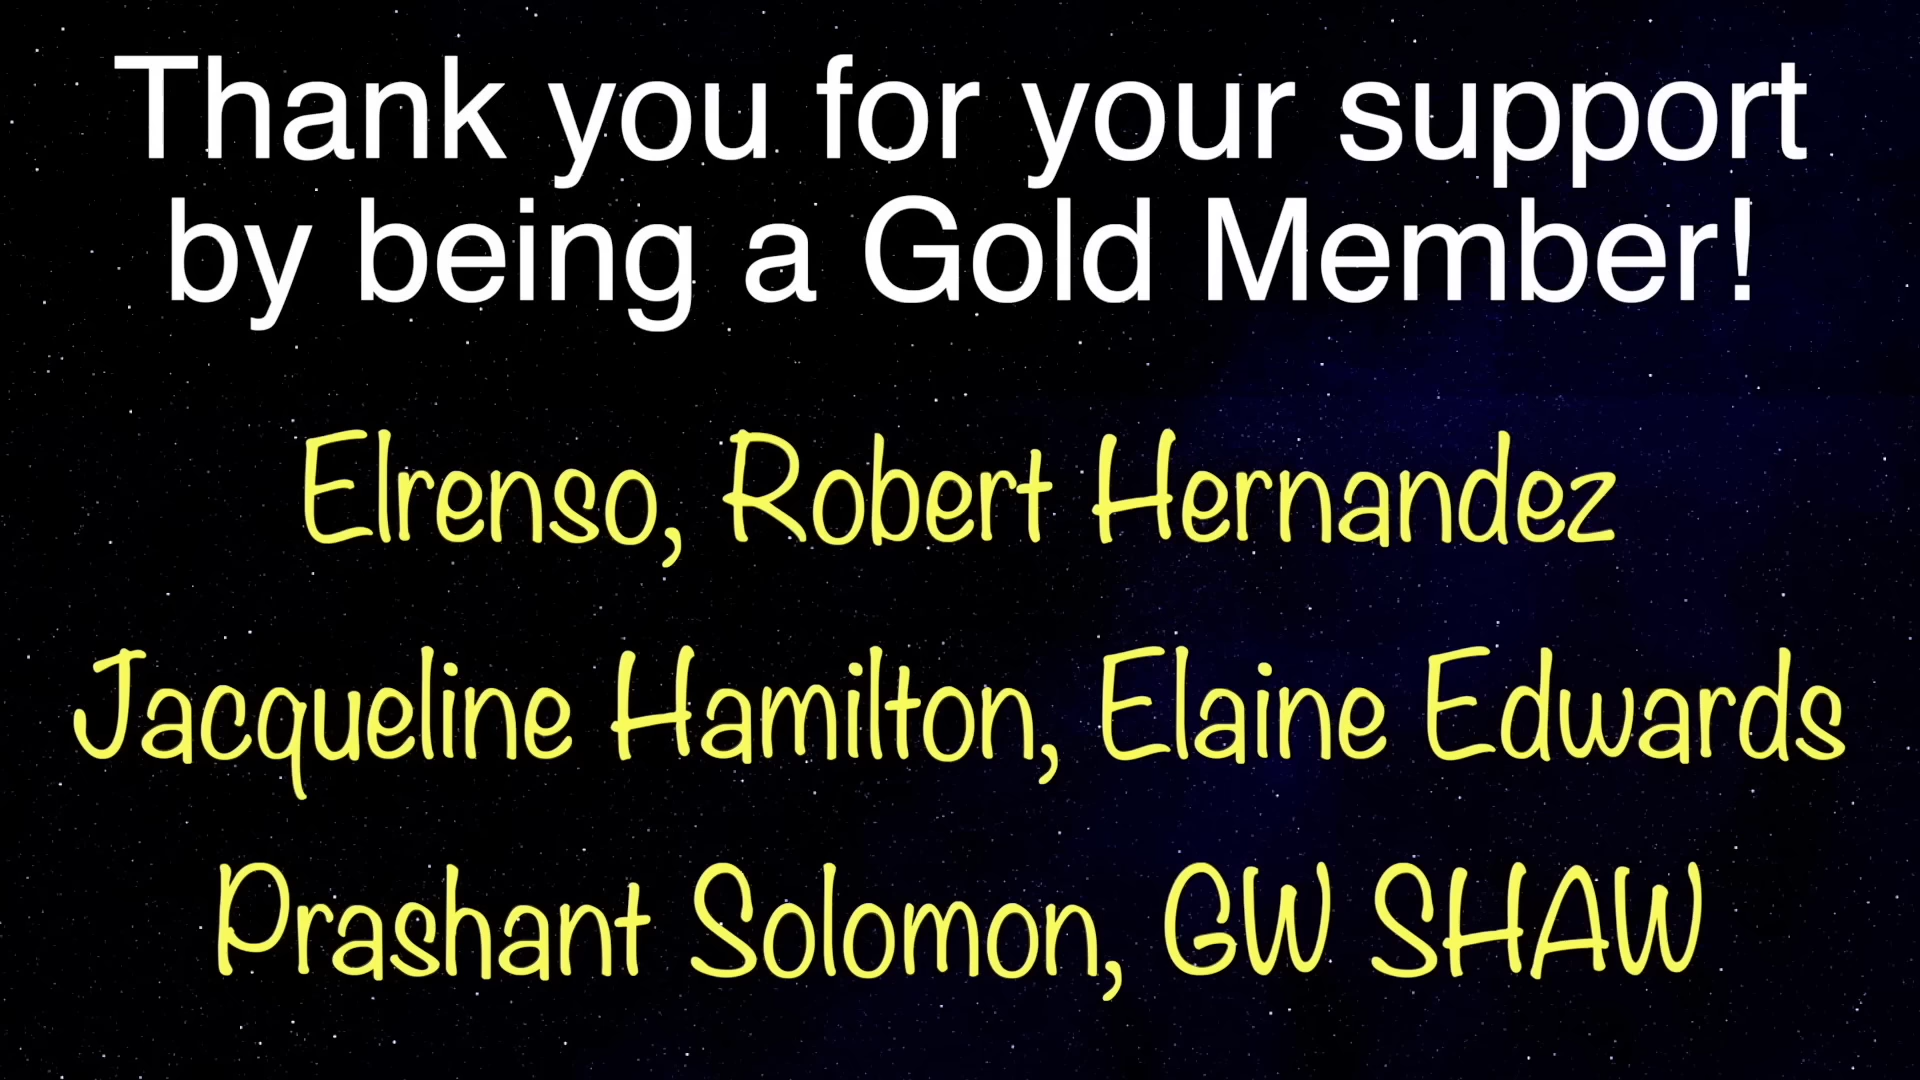 Thank you for your support
by being a Gold Member!
Elrenso, Robert Hernandez
Jacqueline Hamilton, Elaine Edwards
Prashant Solomon, GW SHAW